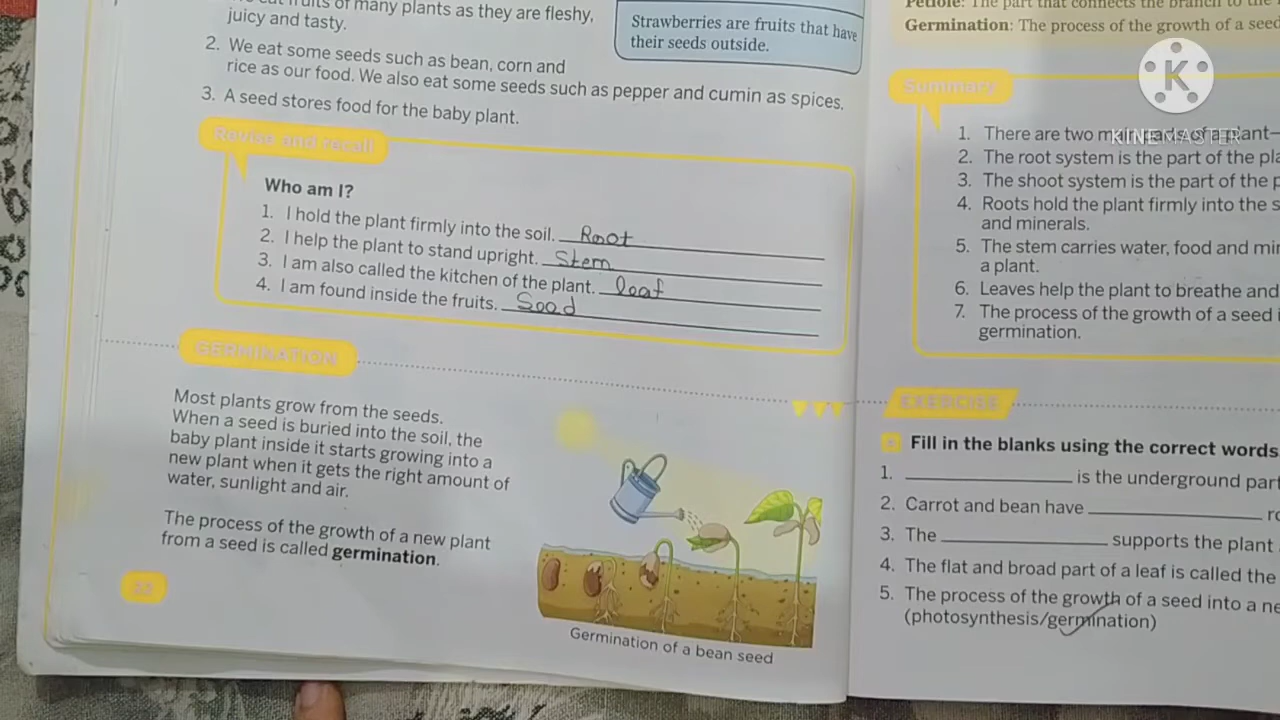 fruits of many plants as they are fleshy,
juicy and tasty.
2. We eat some seeds such as bean, corn and
rice as our food. We also eat some seeds such as pepper and cumin as spices.
3. A seed stores food for the baby plant.
Strawberries are fruits that have
their seeds outside.
Revise and recall
Who am I?
1. I hold the plant firmly into the soil. Root
2. I help the plant to stand upright. Stem
3. I am also called the kitchen of the plant. leaf
4. I am found inside the fruits. Seed
GERMINATION
Most plants grow from the seeds.
When a seed is buried into the soil, the
baby plant inside it starts growing into a
new plant when it gets the right amount of
water, sunlight and air.
The process of the growth of a new plant
from a seed is called germination.
Germination of a bean seed
Petiole: The part that connects the branch to the
Germination: The process of the growth of a seed
K
KINEMASTER
Summary
1. There are two main parts of a plant—
2. The root system is the part of the
3. The shoot system is the part of the
4. Roots hold the plant firmly into the
and minerals.
5. The stem carries water, food and
a plant.
6. Leaves help the plant to breathe and
7. The process of the growth of a seed
germination.
EXERCISE
Fill in the blanks using the correct words
1. is the underground
2. Carrot and bean have
3. The supports the plant
4. The flat and broad part of a leaf is called the
5. The process of the growth of a seed into a
(photosynthesis/germination)